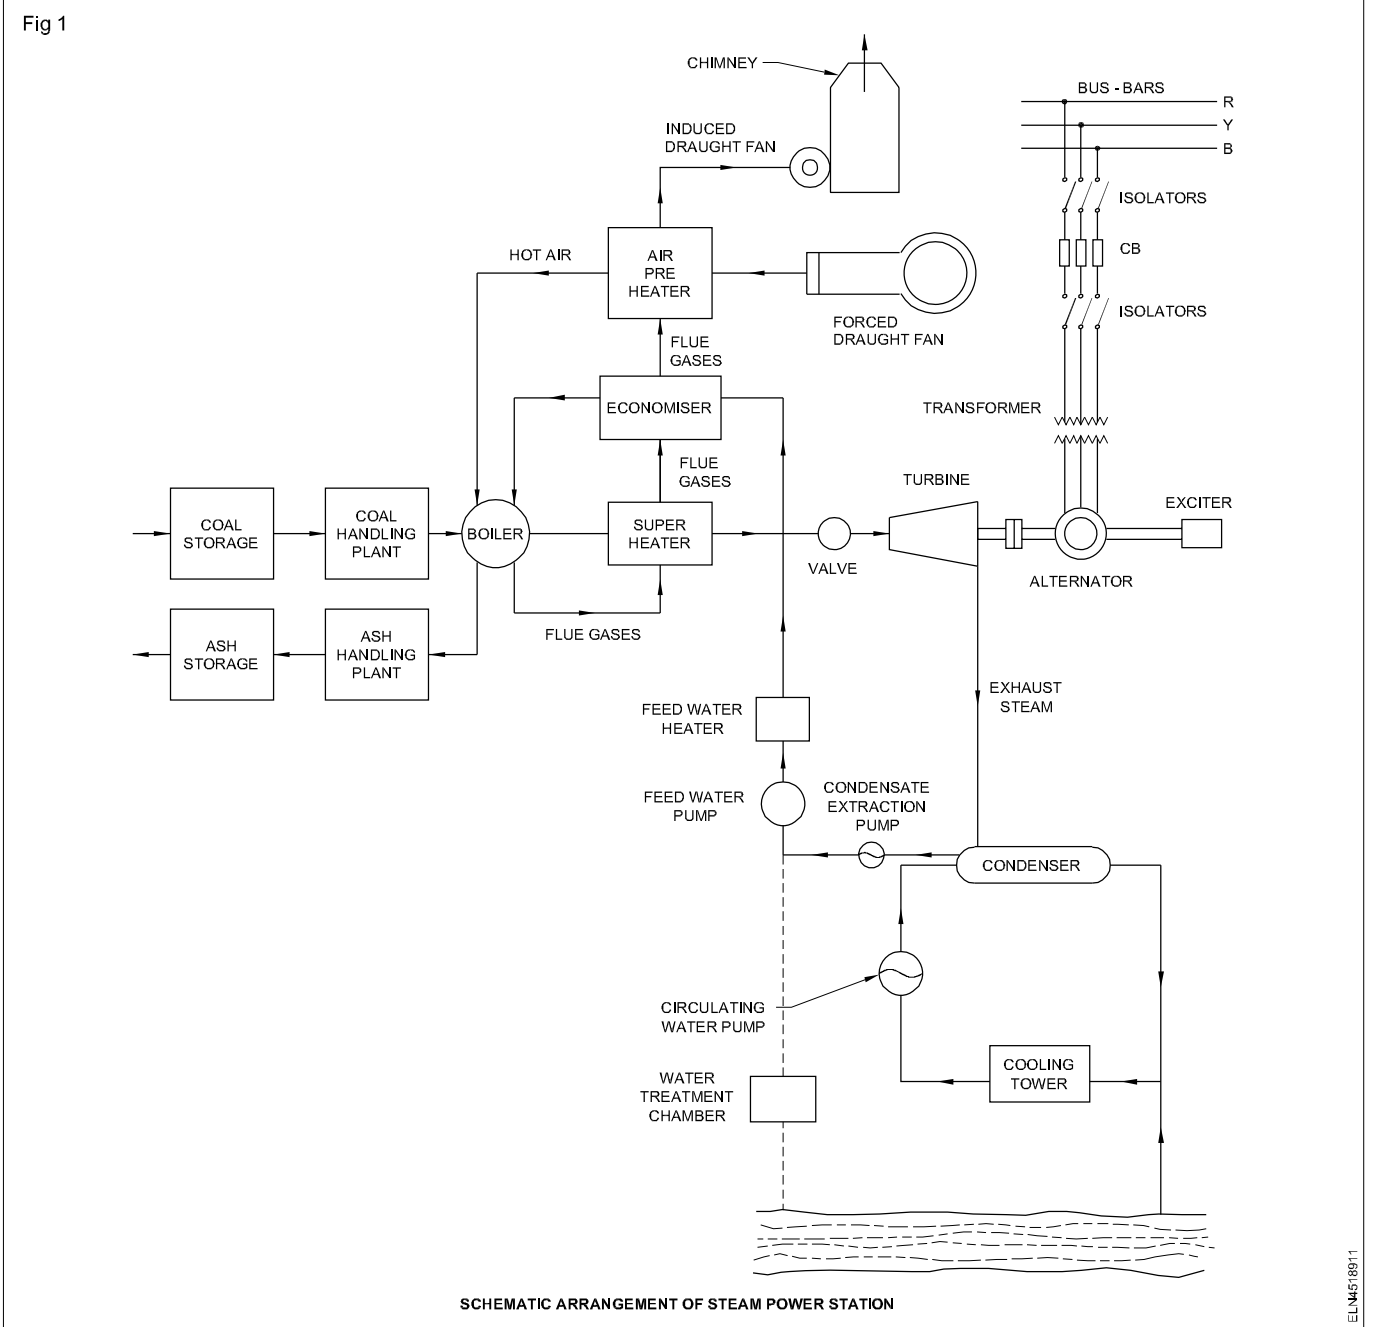 Fig 1
CHIMNEY
BUS - BARS
R
Y
B
INDUCED
DRAUGHT FAN
ISOLATORS
CB
HOT AIR
AIR
PRE
HEATER
ISOLATORS
FORCED
DRAUGHT FAN
FLUE
GASES
TRANSFORMER
ECONOMISER
FLUE
GASES
TURBINE
EXCITER
COAL
STORAGE
COAL
HANDLING
PLANT
BOILER
SUPER
HEATER
VALVE
ALTERNATOR
FLUE GASES
ASH
STORAGE
ASH
HANDLING
PLANT
EXHAUST
STEAM
FEED WATER
HEATER
FEED WATER
PUMP
CONDENSATE
EXTRACTION
PUMP
CONDENSER
CIRCULATING
WATER PUMP
COOLING
TOWER
WATER
TREATMENT
CHAMBER
SCHEMATIC ARRANGEMENT OF STEAM POWER STATION
ELN4518911